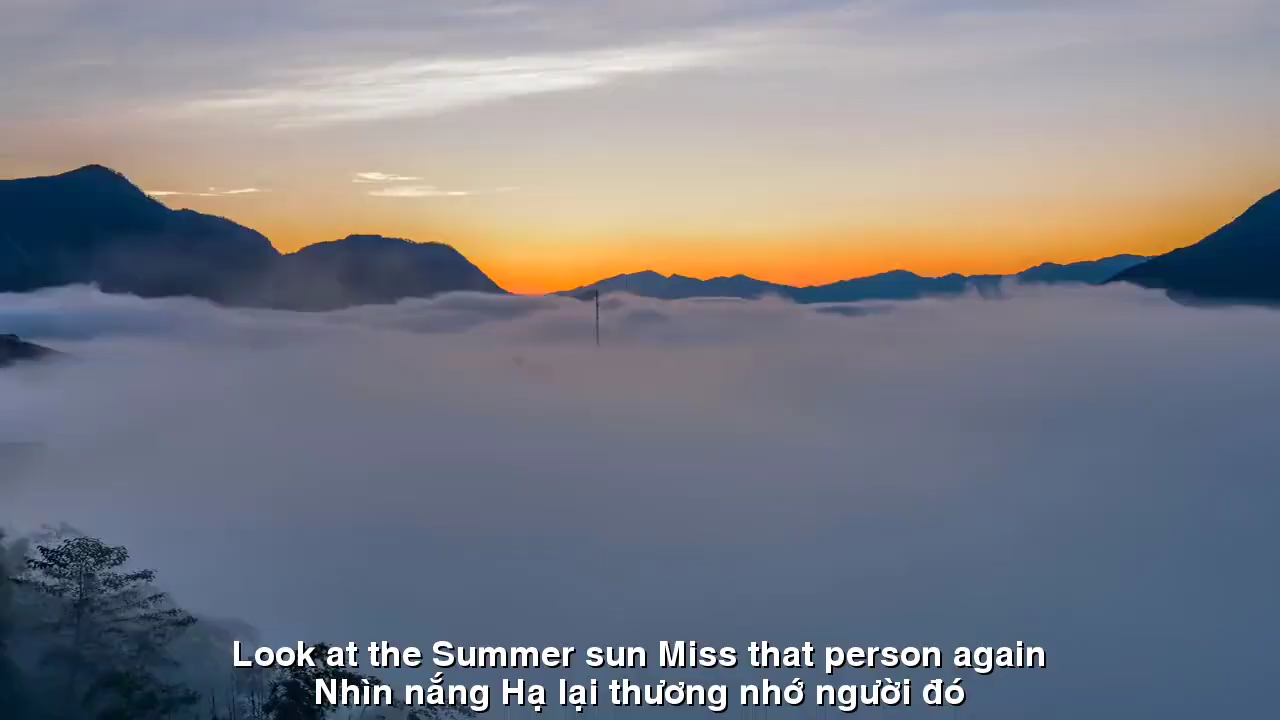 Look at the Summer sun Miss that person again
Nhìn nắng Hạ lại thương nhớ người đó